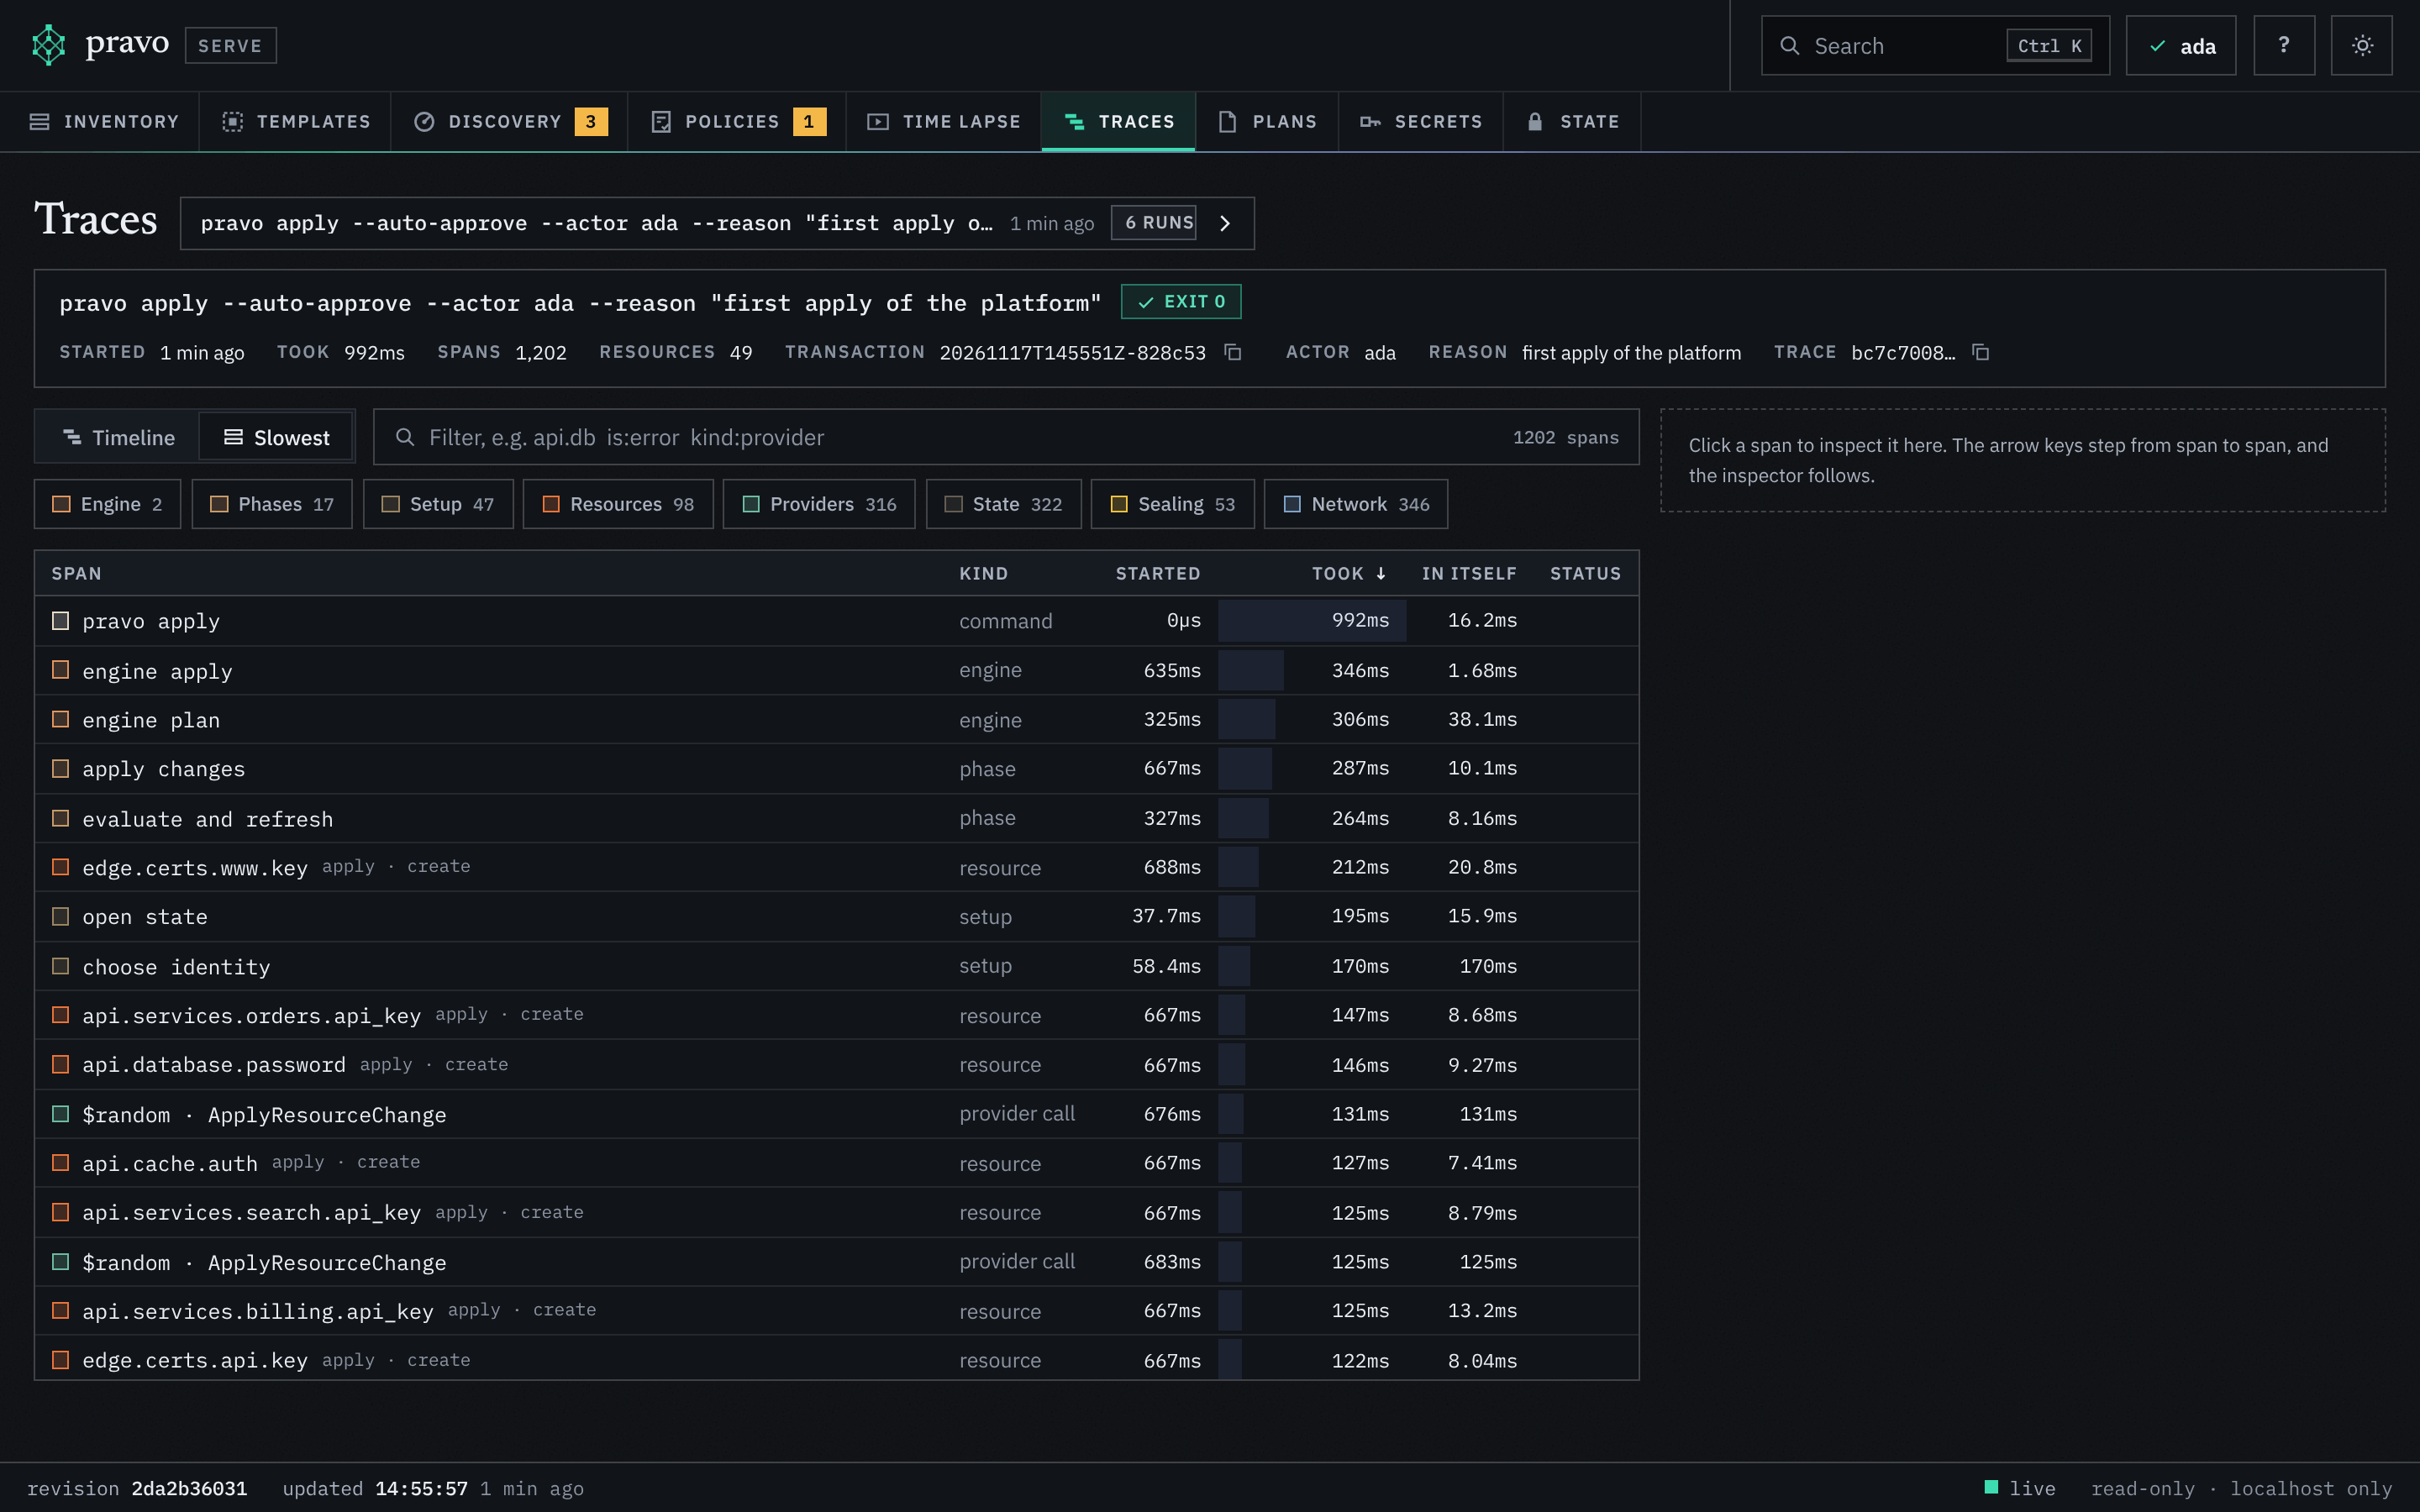 pravo SERVE Search Ctrl K ada ?
INVENTORY TEMPLATES DISCOVERY 3 POLICIES 1 TIME LAPSE TRACES PLANS SECRETS STATE
Traces pravo apply --auto-approve --actor ada --reason "first apply o… 1 min ago 6 RUNS
pravo apply --auto-approve --actor ada --reason "first apply of the platform" EXIT 0
STARTED 1 min ago TOOK 992ms SPANS 1,202 RESOURCES 49 TRANSACTION 20261117T145551Z-828c53 ACTOR ada REASON first apply of the platform TRACE bc7c7008…
Timeline Slowest Filter, e.g. api.db is:error kind:provider 1202 spans
Click a span to inspect it here. The arrow keys step from span to span, and
the inspector follows.
Engine 2 Phases 17 Setup 47 Resources 98 Providers 316 State 322 Sealing 53 Network 346
SPAN KIND STARTED TOOK ↓ IN ITSELF STATUS
pravo apply command 0µs 992ms 16.2ms
engine apply engine 635ms 346ms 1.68ms
engine plan engine 325ms 306ms 38.1ms
apply changes phase 667ms 287ms 10.1ms
evaluate and refresh phase 327ms 264ms 8.16ms
edge.certs.www.key apply · create resource 688ms 212ms 20.8ms
open state setup 37.7ms 195ms 15.9ms
choose identity setup 58.4ms 170ms 170ms
api.services.orders.api_key apply · create resource 667ms 147ms 8.68ms
api.database.password apply · create resource 667ms 146ms 9.27ms
$random · ApplyResourceChange provider call 676ms 131ms 131ms
api.cache.auth apply · create resource 667ms 127ms 7.41ms
api.services.search.api_key apply · create resource 667ms 125ms 8.79ms
$random · ApplyResourceChange provider call 683ms 125ms 125ms
api.services.billing.api_key apply · create resource 667ms 125ms 13.2ms
edge.certs.api.key apply · create resource 667ms 122ms 8.04ms
revision 2da2b36031 updated 14:55:57 1 min ago live read-only · localhost only